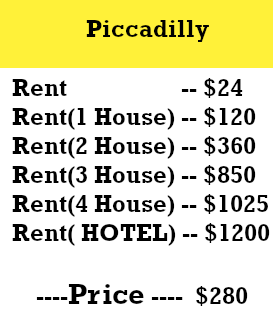 Piccadilly
Rent -- $24
Rent(1 House) -- $120
Rent(2 House) -- $360
Rent(3 House) -- $850
Rent(4 House) -- $1025
Rent( HOTEL) -- $1200
----Price ---- $280